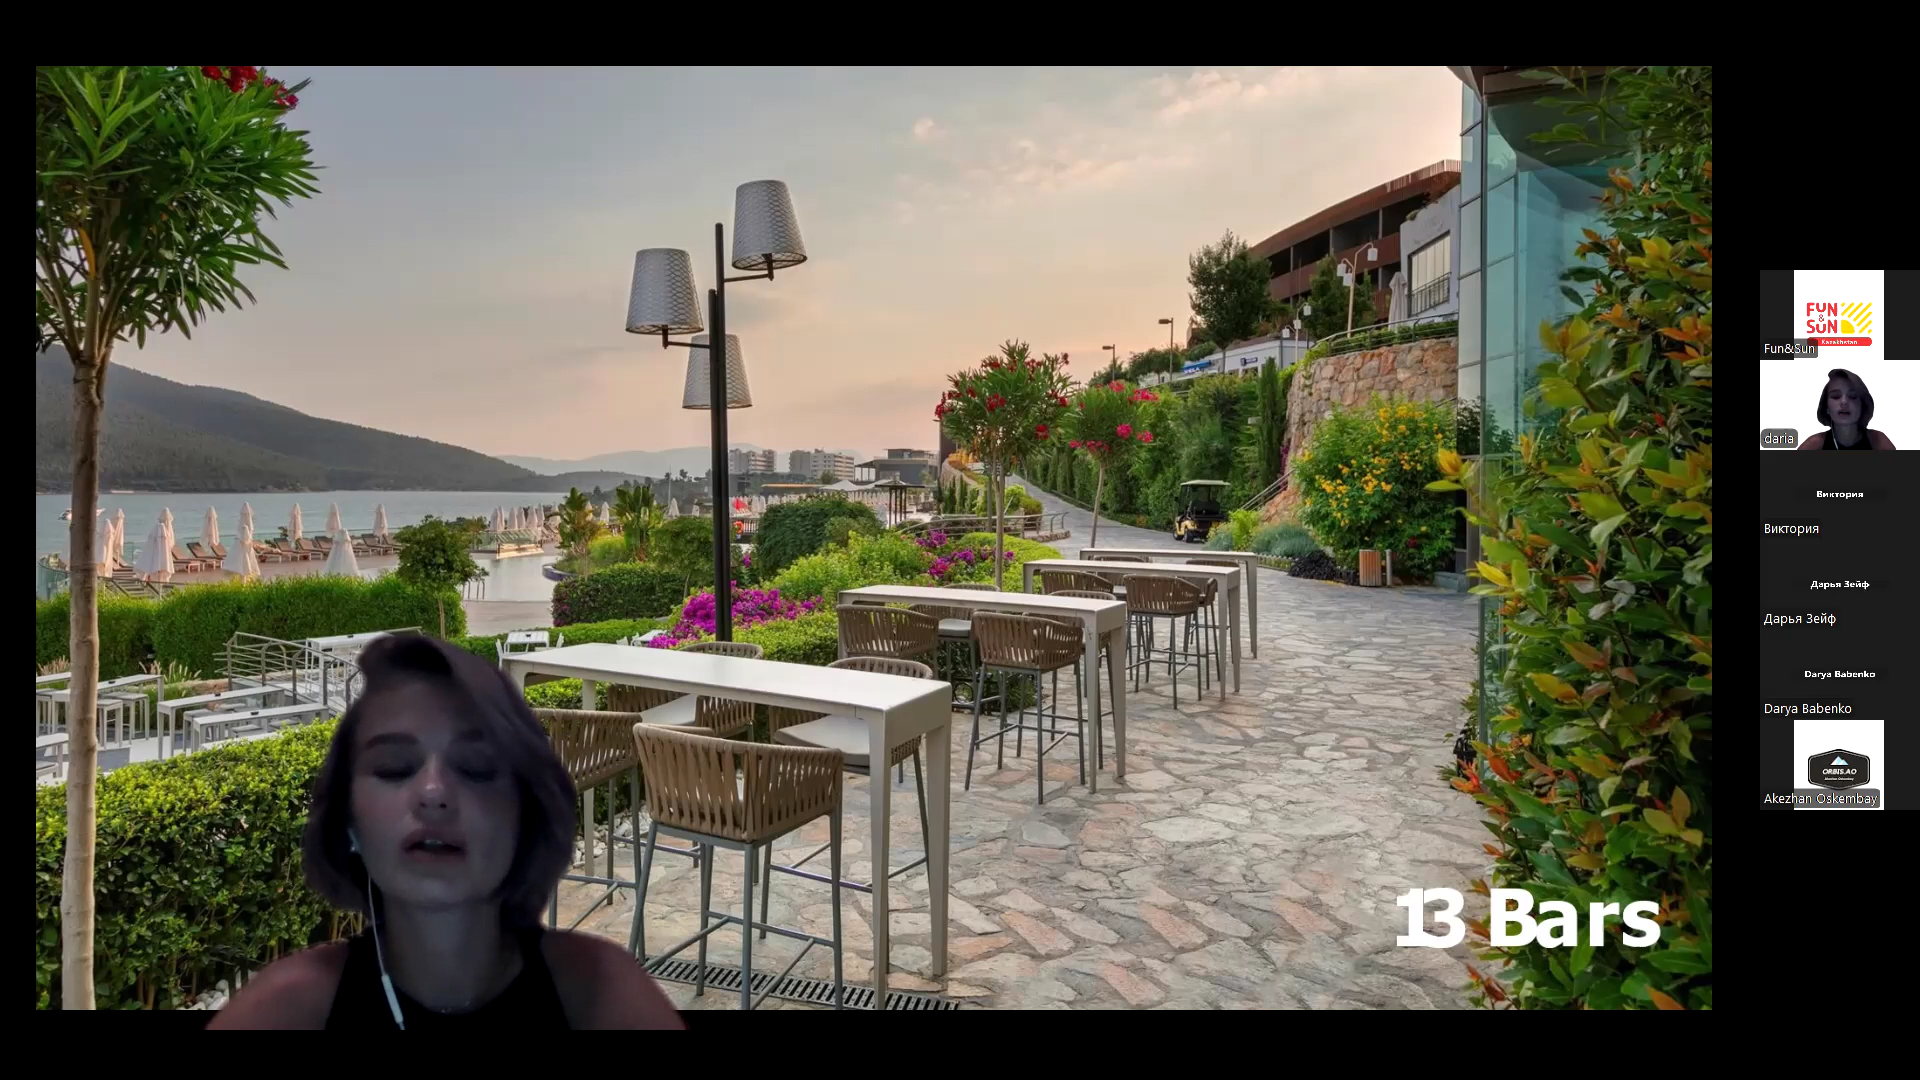 13 Bars
FUN
&
SUN
Kazakhstan
Fun&Sun
daria
Виктория
Виктория
Дарья Зейф
Дарья Зейф
Darya Babenko
Darya Babenko
ORBIS.AO
Akezhan Oskembay